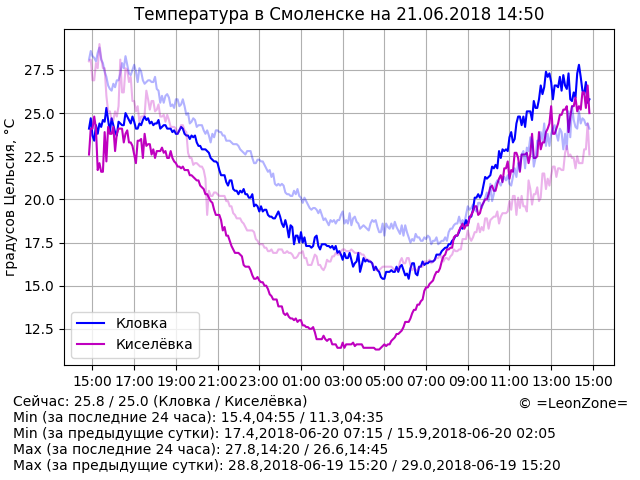 Температура в Смоленске на 21.06.2018 14:50
27.5
25.0
22.5
20.0
17.5
15.0
12.5
градусов Цельсия, °C
Кловка
Киселёвка
15:00 17:00 19:00 21:00 23:00 01:00 03:00 05:00 07:00 09:00 11:00 13:00 15:00
Сейчас: 25.8 / 25.0 (Кловка / Киселёвка)
© =LeonZone=
Min (за последние 24 часа): 15.4,04:55 / 11.3,04:35
Min (за предыдущие сутки): 17.4,2018-06-20 07:15 / 15.9,2018-06-20 02:05
Max (за последние 24 часа): 27.8,14:20 / 26.6,14:45
Max (за предыдущие сутки): 28.8,2018-06-19 15:20 / 29.0,2018-06-19 15:20